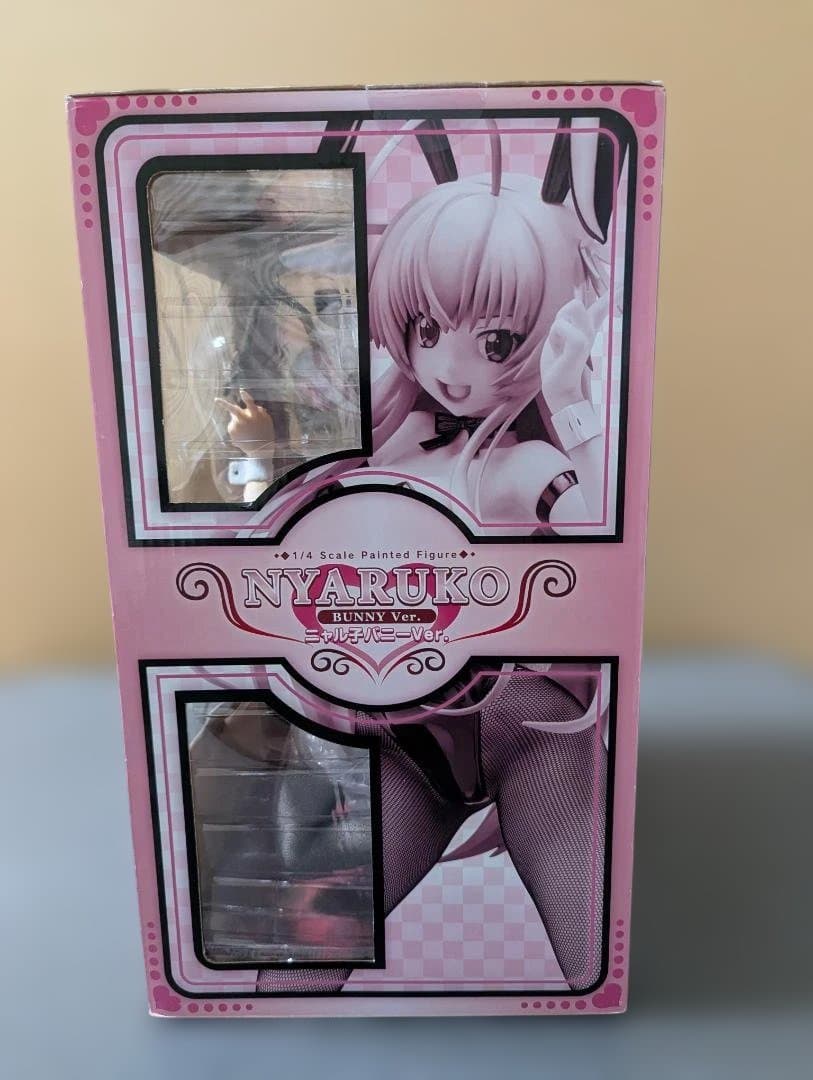 ◆◆1/4 Scale Painted Figure◆◆
NYARUKO
BUNNY Ver.
ニャル子バニーVer.